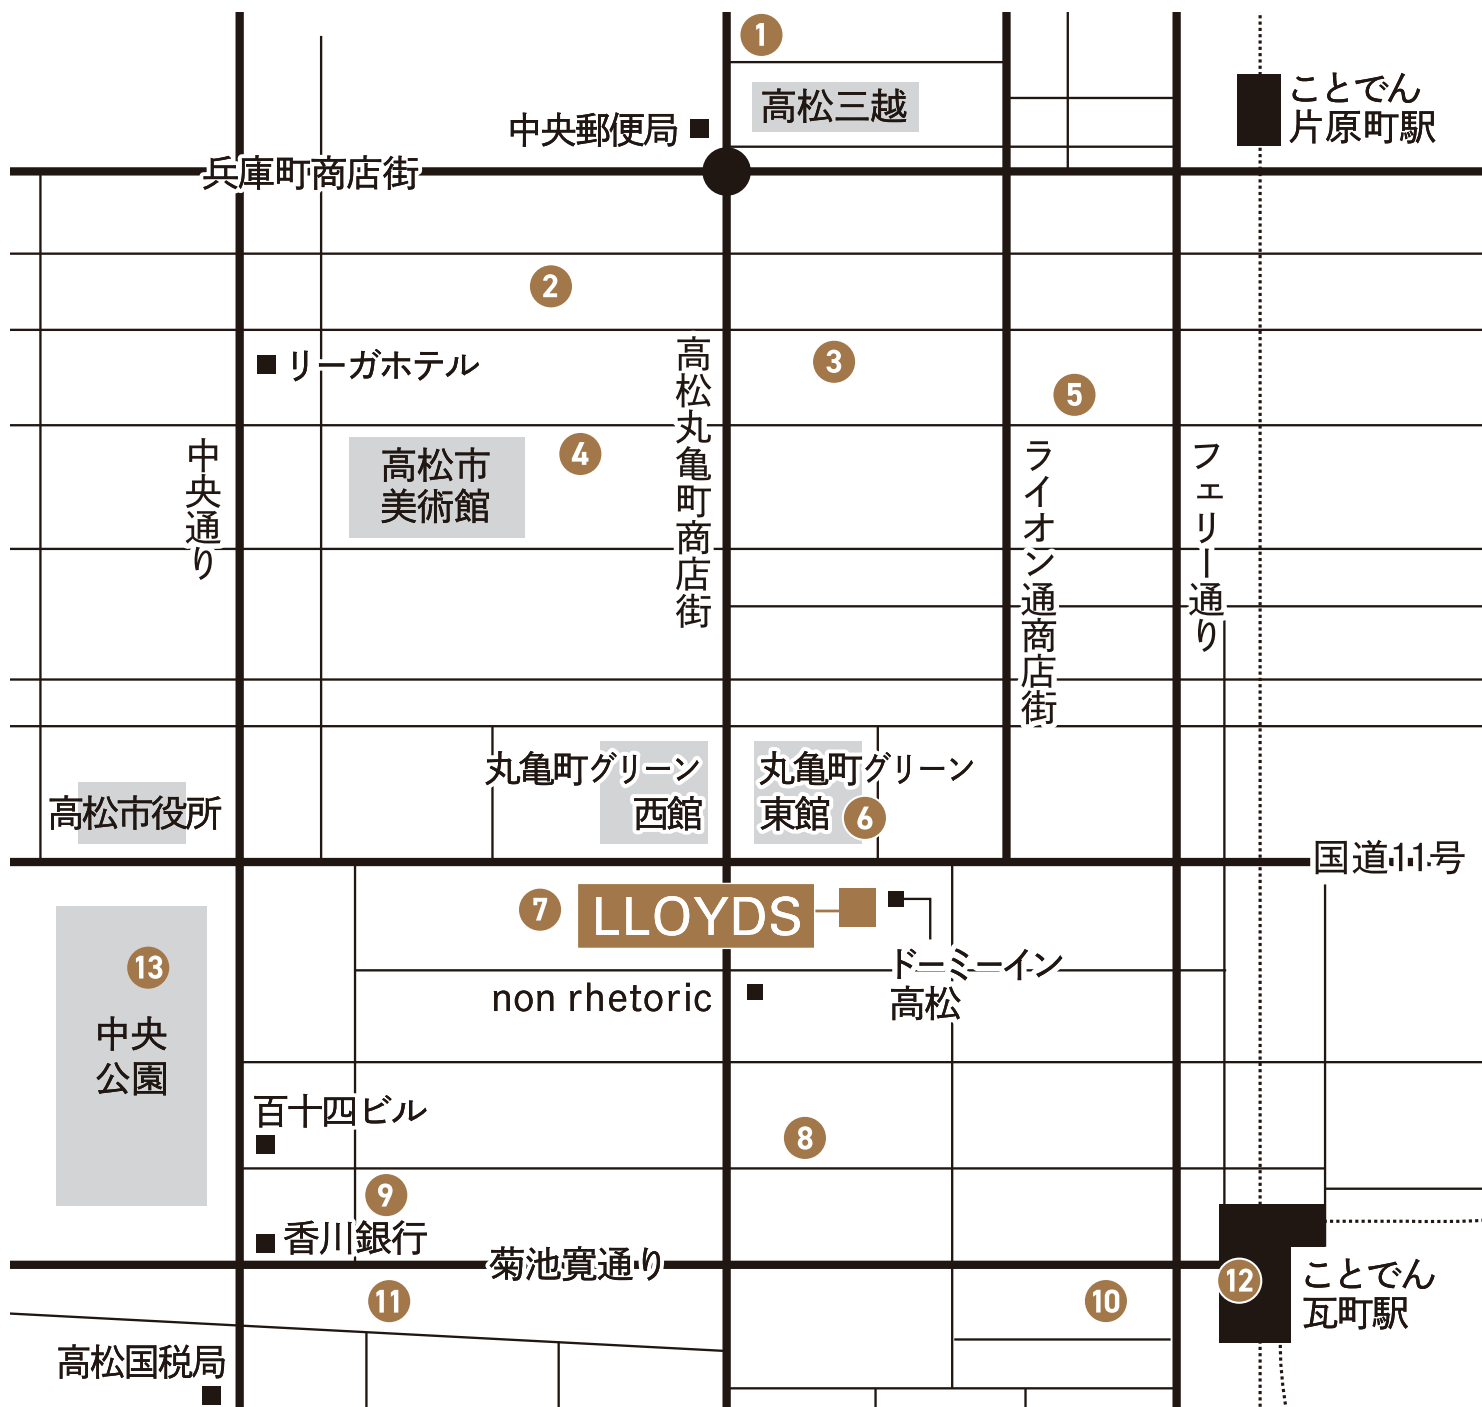 1
高松三越
ことでん
片原町駅
中央郵便局
兵庫町商店街
2
リーガホテル
高松丸亀町商店街
3
5
中央通り
高松市
美術館
4
ライオン通商店街
フェリー通り
丸亀町グリーン
西館
丸亀町グリーン
東館
6
高松市役所
国道11号
7
LLOYDS
13
中央
公園
non rhetoric
ドーミーイン
高松
百十四ビル
8
9
香川銀行
菊池寛通り
11
10
12
ことでん
瓦町駅
高松国税局